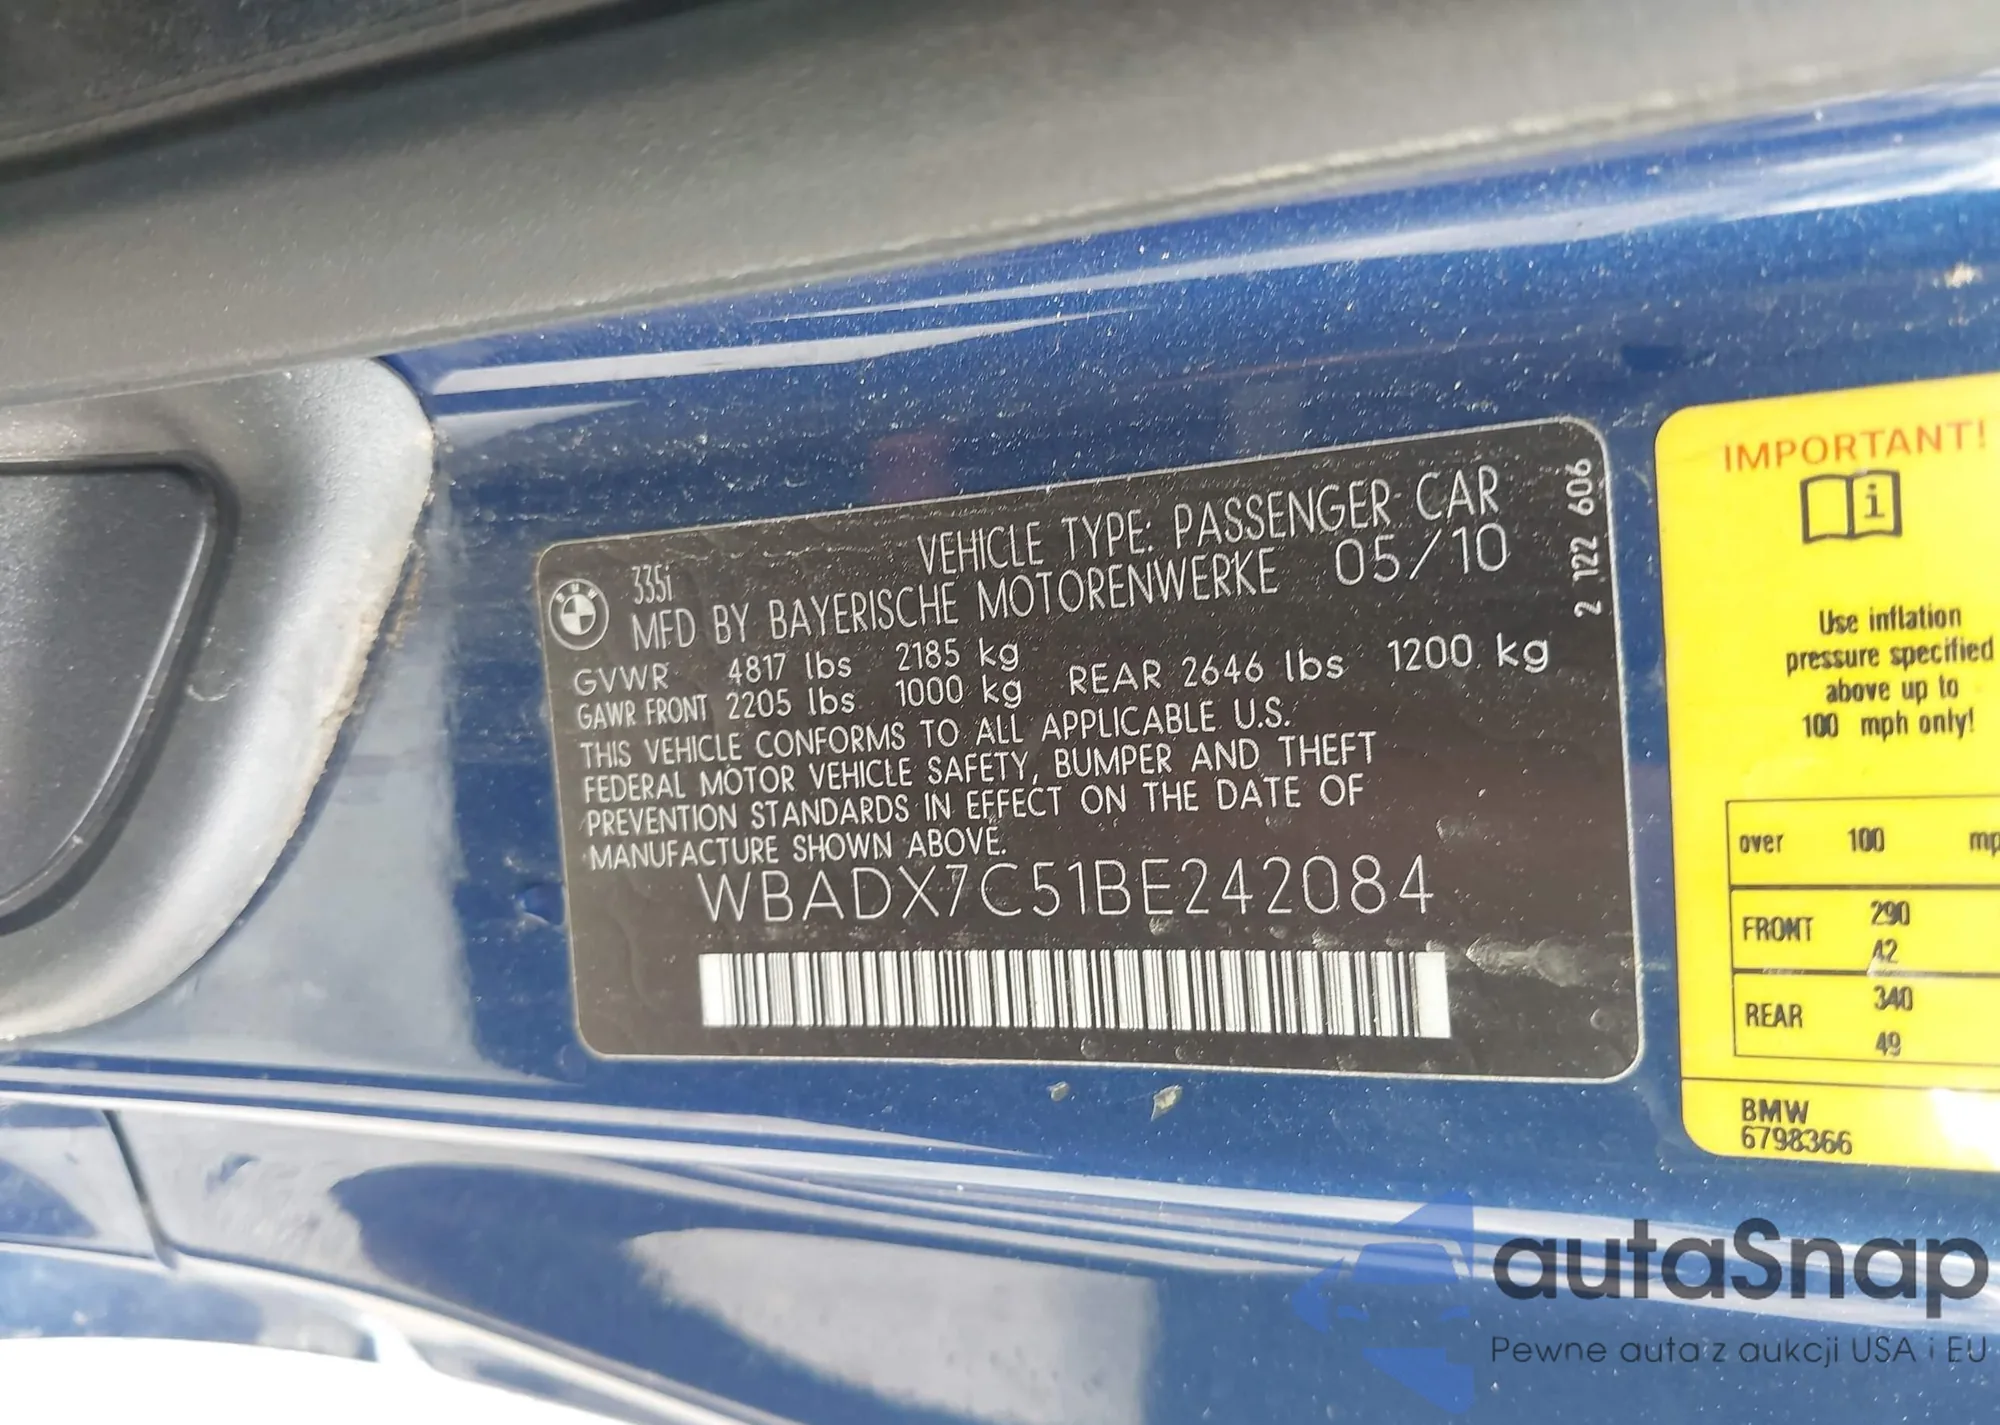 335i
VEHICLE TYPE: PASSENGER CAR
MFD BY BAYERISCHE MOTORENWERKE 05/10
GVWR 4817 lbs 2185 kg
GAWR FRONT 2205 lbs 1000 kg REAR 2646 lbs 1200 kg
THIS VEHICLE CONFORMS TO ALL APPLICABLE U.S.
FEDERAL MOTOR VEHICLE SAFETY, BUMPER AND THEFT
PREVENTION STANDARDS IN EFFECT ON THE DATE OF
MANUFACTURE SHOWN ABOVE.
WBADX7C51BE242084
2 122 606
IMPORTANT!
i
Use inflation
pressure specified
above up to
100 mph only!
over 100
FRONT 290
42
REAR 340
49
BMW
6798366
autaSnap
Pewne auta z aukcji USA i EU